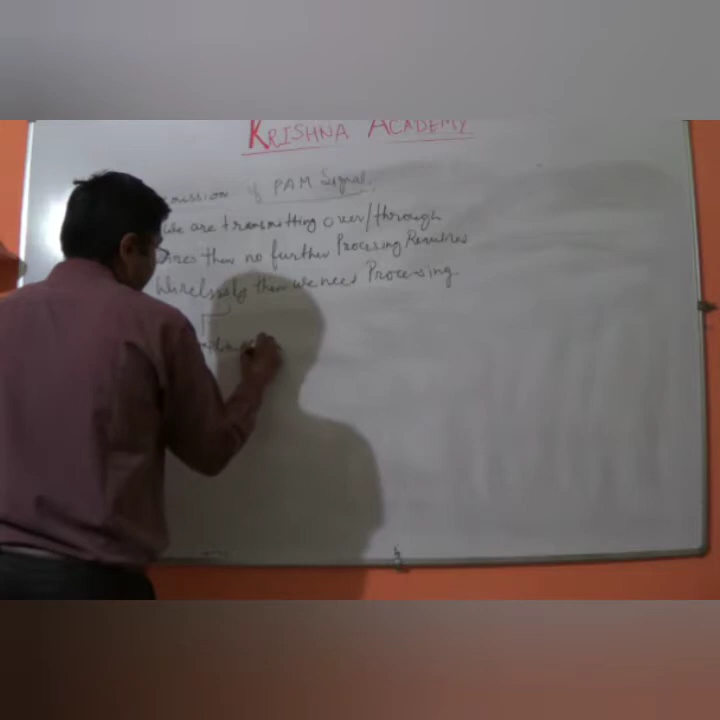 KRISHNA ACADEMY
mission of PAM Signal.
We are transmitting over/through
then no further Processing Requires
Wirelessly then we need Processing